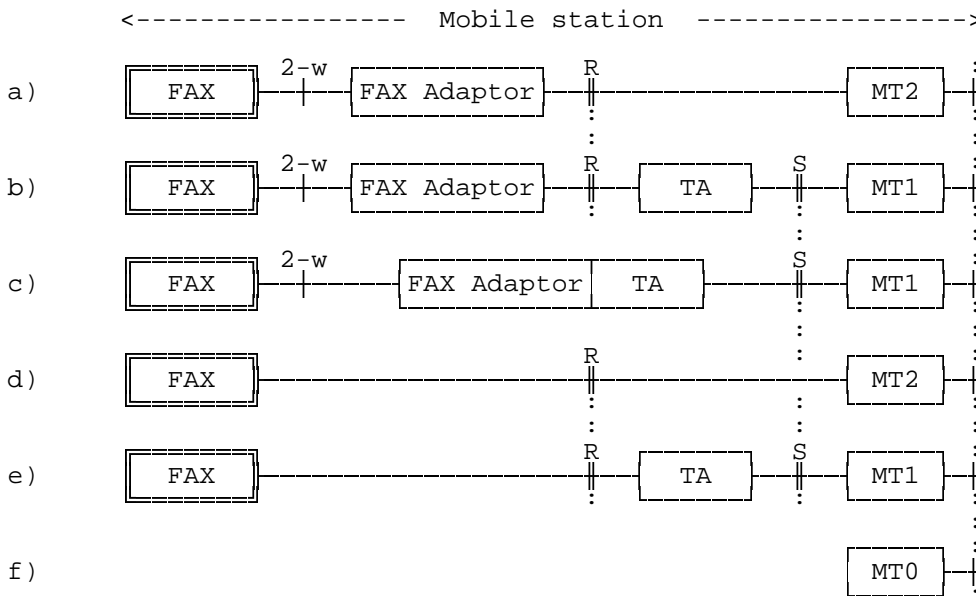 <----------------- Mobile station ----------------->
2-w R
a) FAX FAX Adaptor MT2
2-w R S
b) FAX FAX Adaptor TA MT1
2-w S
c) FAX FAX Adaptor TA MT1
R
d) FAX MT2
R S
e) FAX TA MT1
f) MT0